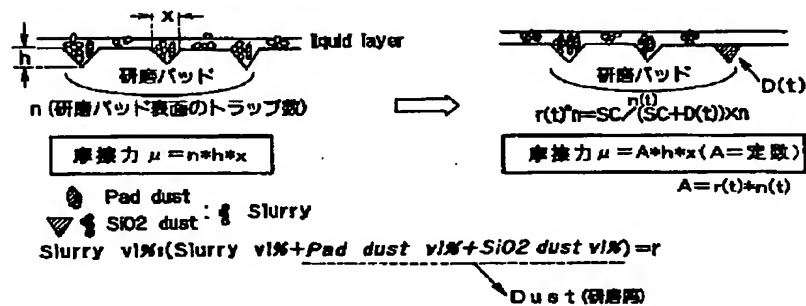 x
liquid layer
h
研磨パッド
n (研磨パッド表面のトラップ数)
摩擦力 μ=n*h*x
研磨パッド
D(t)
n(t)
r(t)*n=SC/(SC+D(t))×n
摩擦力 μ=A*h*x(A=定数)
A=r(t)*n(t)
Pad dust
SiO2 dust : Slurry
Slurry vl%:(Slurry vl%+Pad dust vl%+SiO2 dust vl%)=r
Dust(研磨屑)